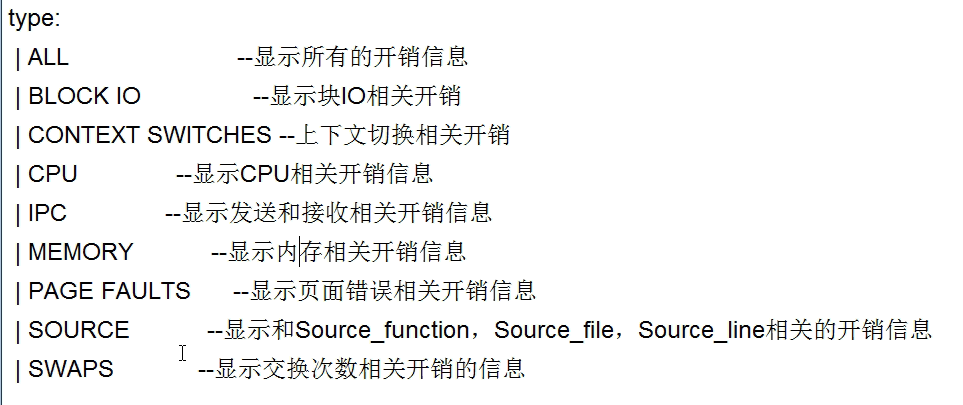 type:
| ALL --显示所有的开销信息
| BLOCK IO --显示块IO相关开销
| CONTEXT SWITCHES --上下文切换相关开销
| CPU --显示CPU相关开销信息
| IPC --显示发送和接收相关开销信息
| MEMORY --显示内存相关开销信息
| PAGE FAULTS --显示页面错误相关开销信息
| SOURCE --显示和Source_function，Source_file，Source_line相关的开销信息
| SWAPS --显示交换次数相关开销的信息